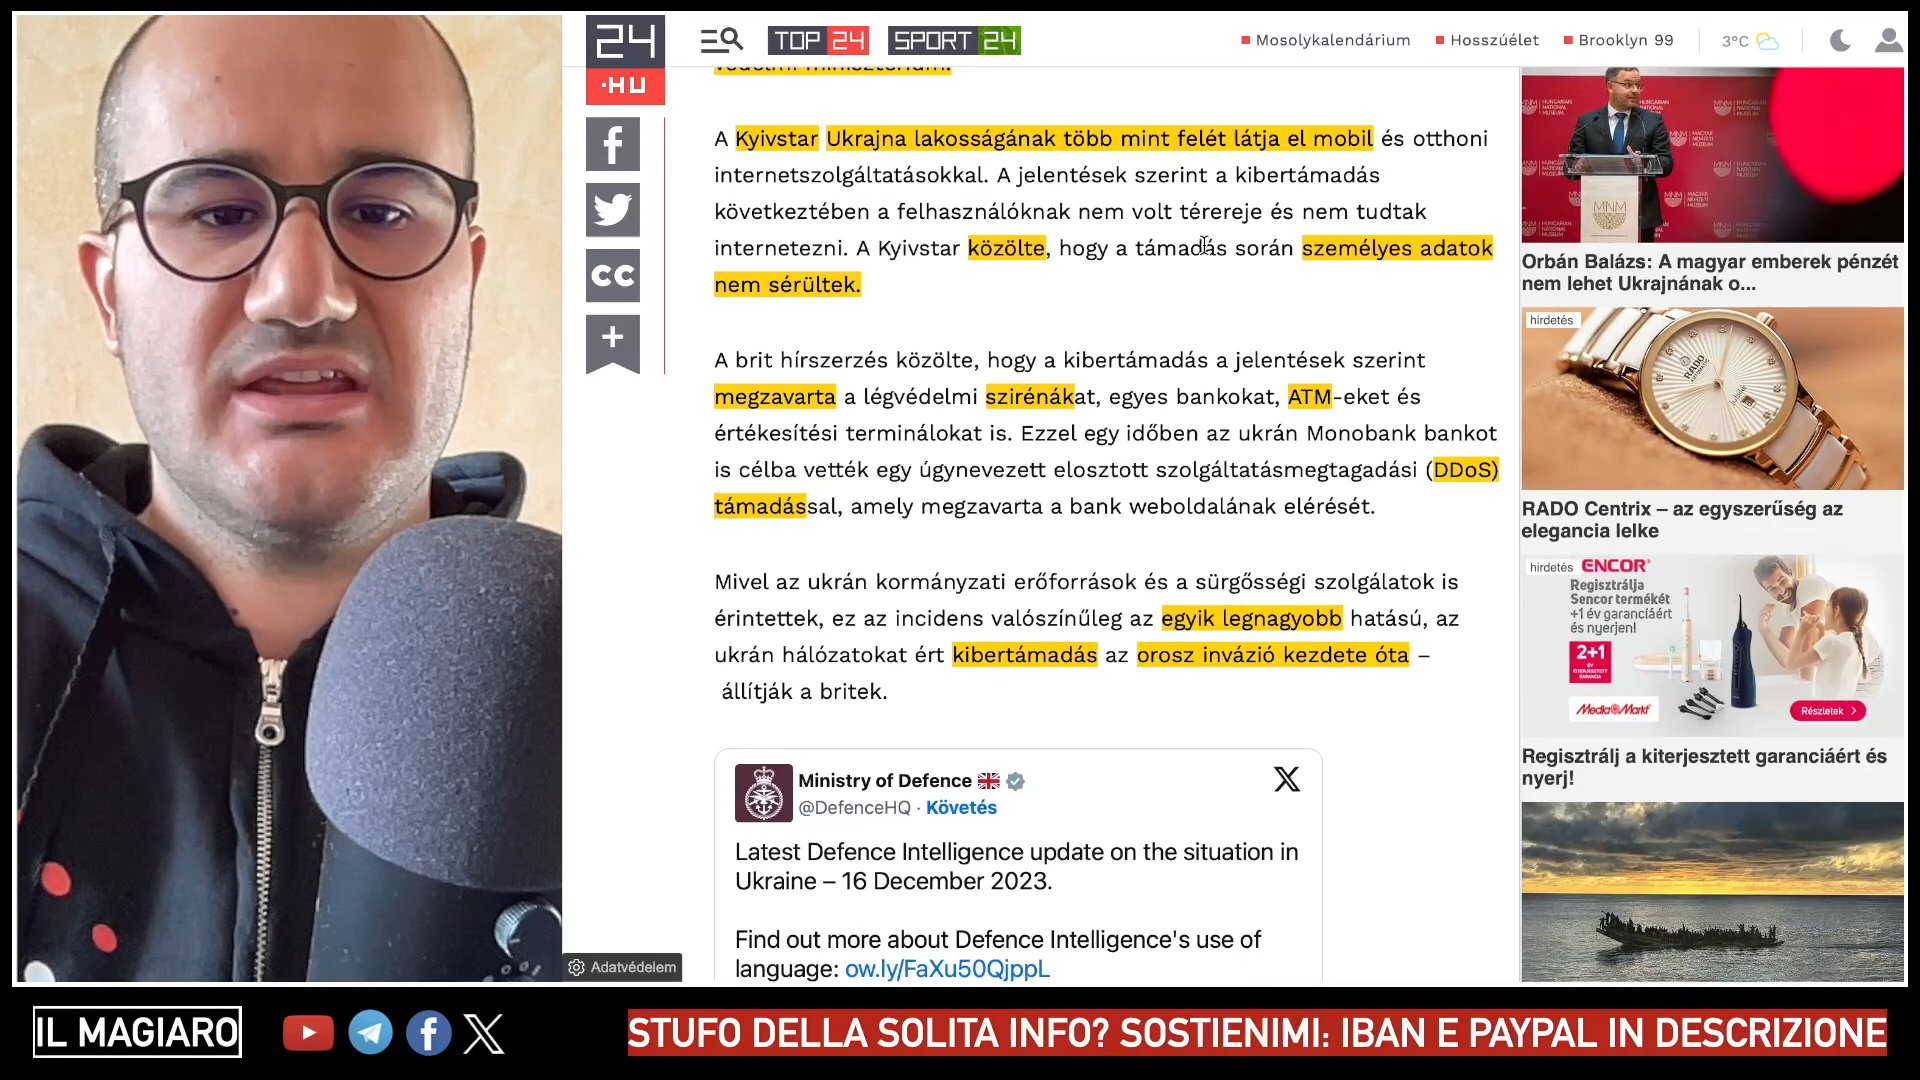 24
.HU
TOP 24
SPORT 24
Mosolykalendárium
Hosszúélet
Brooklyn 99
3°C
védelmi minisztérium.
A Kyivstar Ukrajna lakosságának több mint felét látja el mobil és otthoni
internetszolgáltatásokkal. A jelentések szerint a kibertámadás
következtében a felhasználóknak nem volt térereje és nem tudtak
internetezni. A Kyivstar közölte, hogy a támadás során személyes adatok
nem sérültek.
A brit hírszerzés közölte, hogy a kibertámadás a jelentések szerint
megzavarta a légvédelmi szirénákat, egyes bankokat, ATM-eket és
értékesítési terminálokat is. Ezzel egy időben az ukrán Monobank bankot
is célba vették egy úgynevezett elosztott szolgáltatásmegtagadási (DDoS)
támadással, amely megzavarta a bank weboldalának elérését.
Mivel az ukrán kormányzati erőforrások és a sürgősségi szolgálatok is
érintettek, ez az incidens valószínűleg az egyik legnagyobb hatású, az
ukrán hálózatokat ért kibertámadás az orosz invázió kezdete óta –
állítják a britek.
Ministry of Defence
@DefenceHQ · Követés
Latest Defence Intelligence update on the situation in
Ukraine – 16 December 2023.
Find out more about Defence Intelligence's use of
language: ow.ly/FaXu50QjppL
Adatvédelem
MNM
Orbán Balázs: A magyar emberek pénzét
nem lehet Ukrajnának o...
hirdetés
RADO
RADO Centrix – az egyszerűség az
elegancia lelke
hirdetés
ENCOR
Regisztrálja
Sencor termékét
+1 év garanciáért
és nyerjen!
2+1
MediaMarkt
Részletek
Regisztrálj a kiterjesztett garanciáért és
nyerj!
IL MAGIARO
STUFO DELLA SOLITA INFO? SOSTIENIMI: IBAN E PAYPAL IN DESCRIZIONE